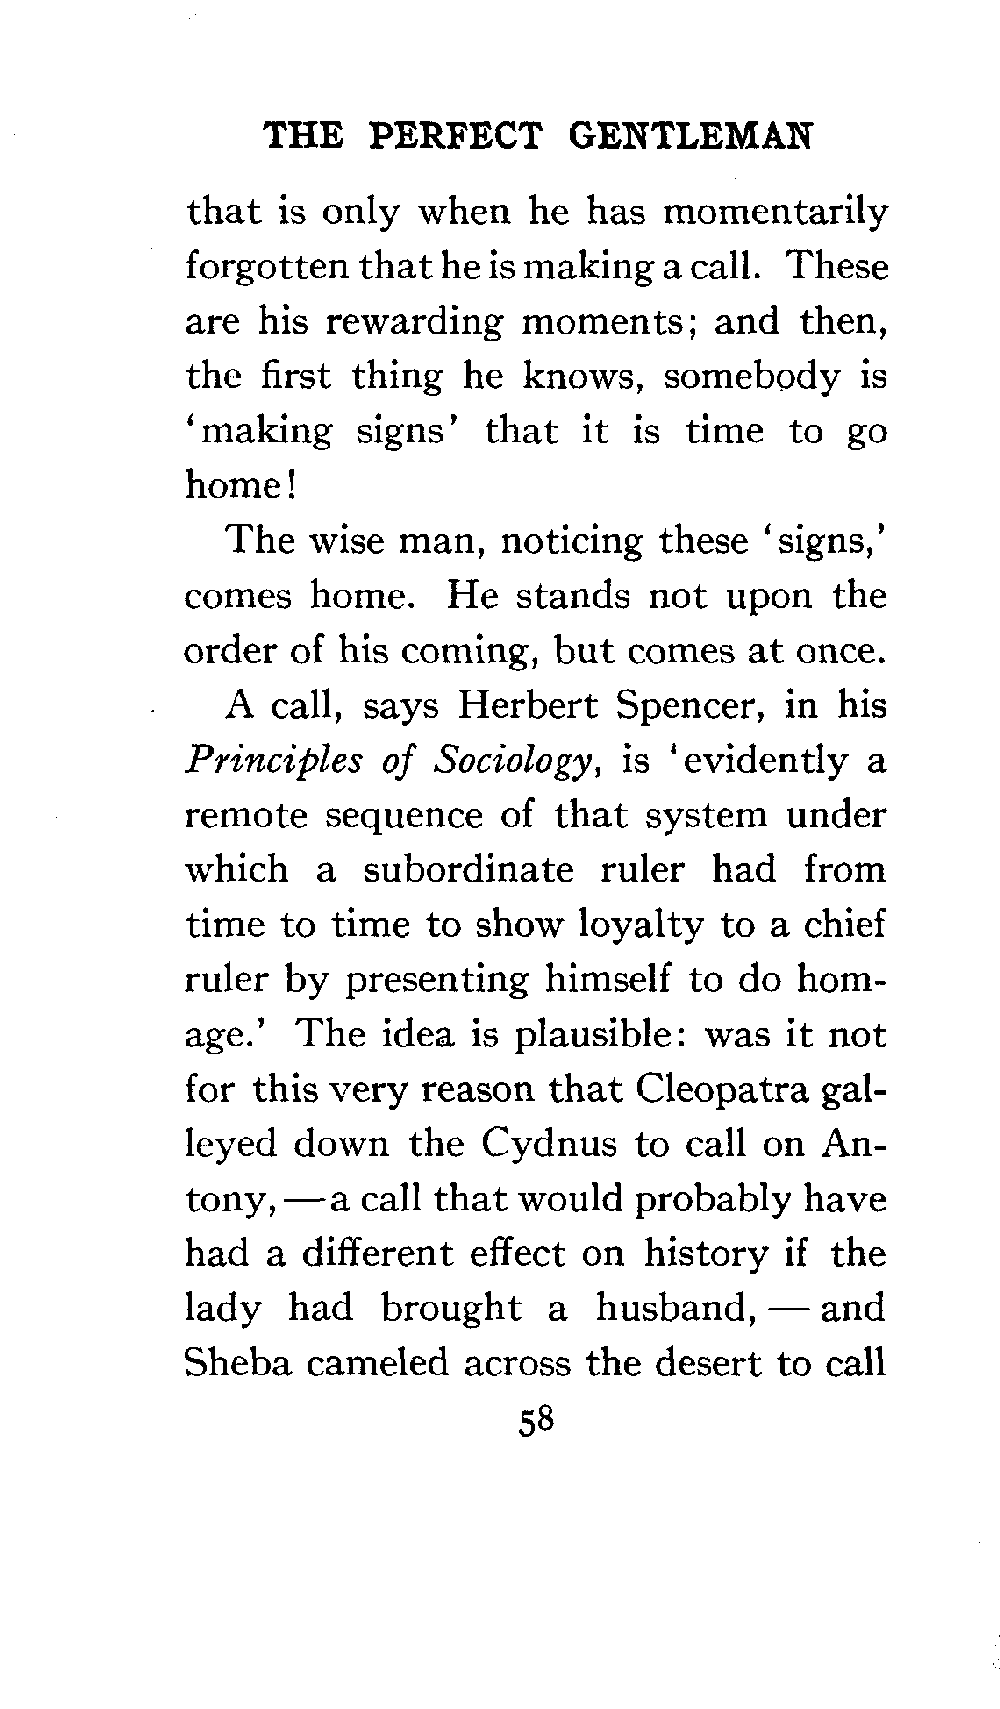 THE PERFECT GENTLEMAN
that is only when he has momentarily
forgotten that he is making a call. These
are his rewarding moments; and then,
the first thing he knows, somebody is
‘making signs’ that it is time to go
home!
The wise man, noticing these ‘signs,’
comes home. He stands not upon the
order of his coming, but comes at once.
A call, says Herbert Spencer, in his
Principles of Sociology, is ‘evidently a
remote sequence of that system under
which a subordinate ruler had from
time to time to show loyalty to a chief
ruler by presenting himself to do hom-
age.’ The idea is plausible: was it not
for this very reason that Cleopatra gal-
leyed down the Cydnus to call on An-
tony, — a call that would probably have
had a different effect on history if the
lady had brought a husband, — and
Sheba cameled across the desert to call
58